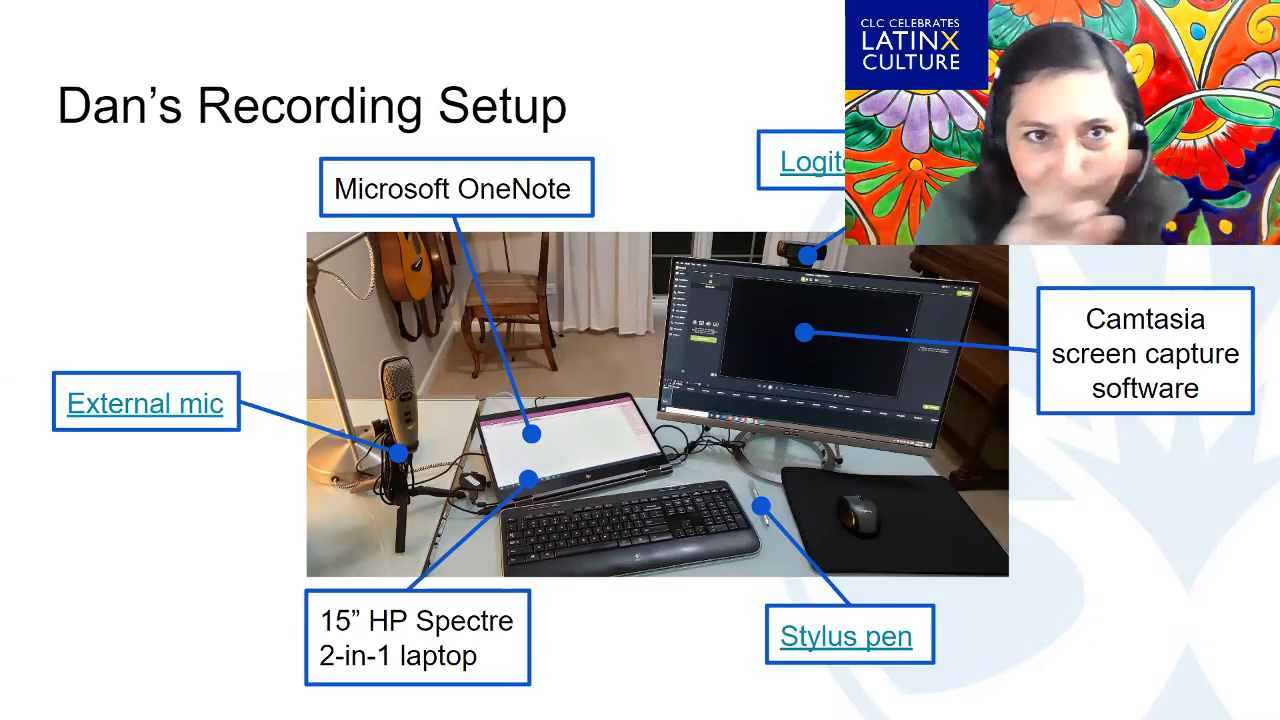 CLC CELEBRATES
LATINX
CULTURE
Dan’s Recording Setup
Microsoft OneNote
Camtasia
screen capture
software
External mic
15” HP Spectre
2-in-1 laptop
Stylus pen